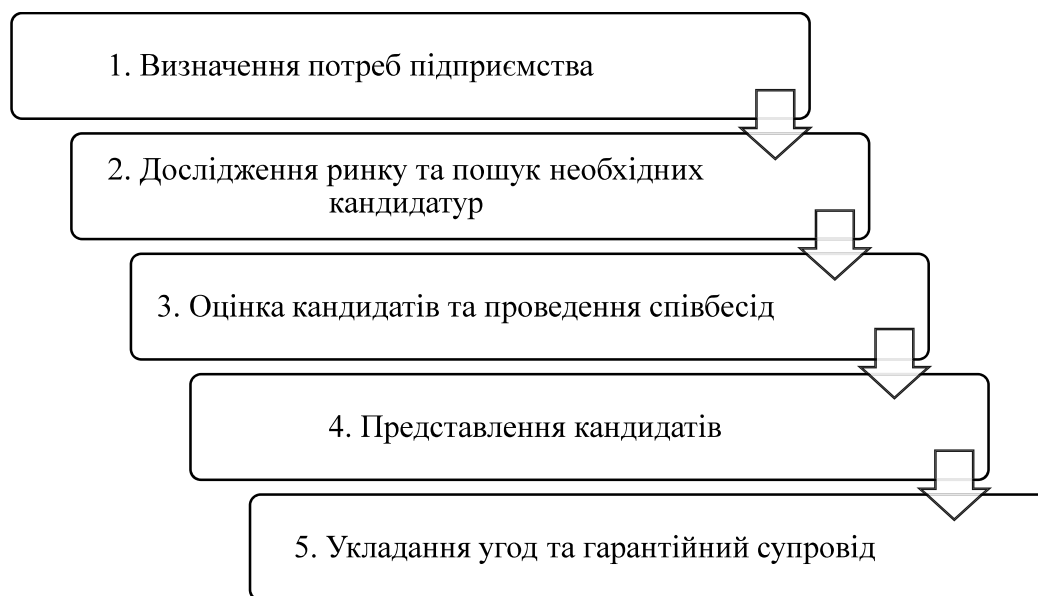 1. Визначення потреб підприємства
2. Дослідження ринку та пошук необхідних
кандидатур
3. Оцінка кандидатів та проведення співбесід
4. Представлення кандидатів
5. Укладання угод та гарантійний супровід